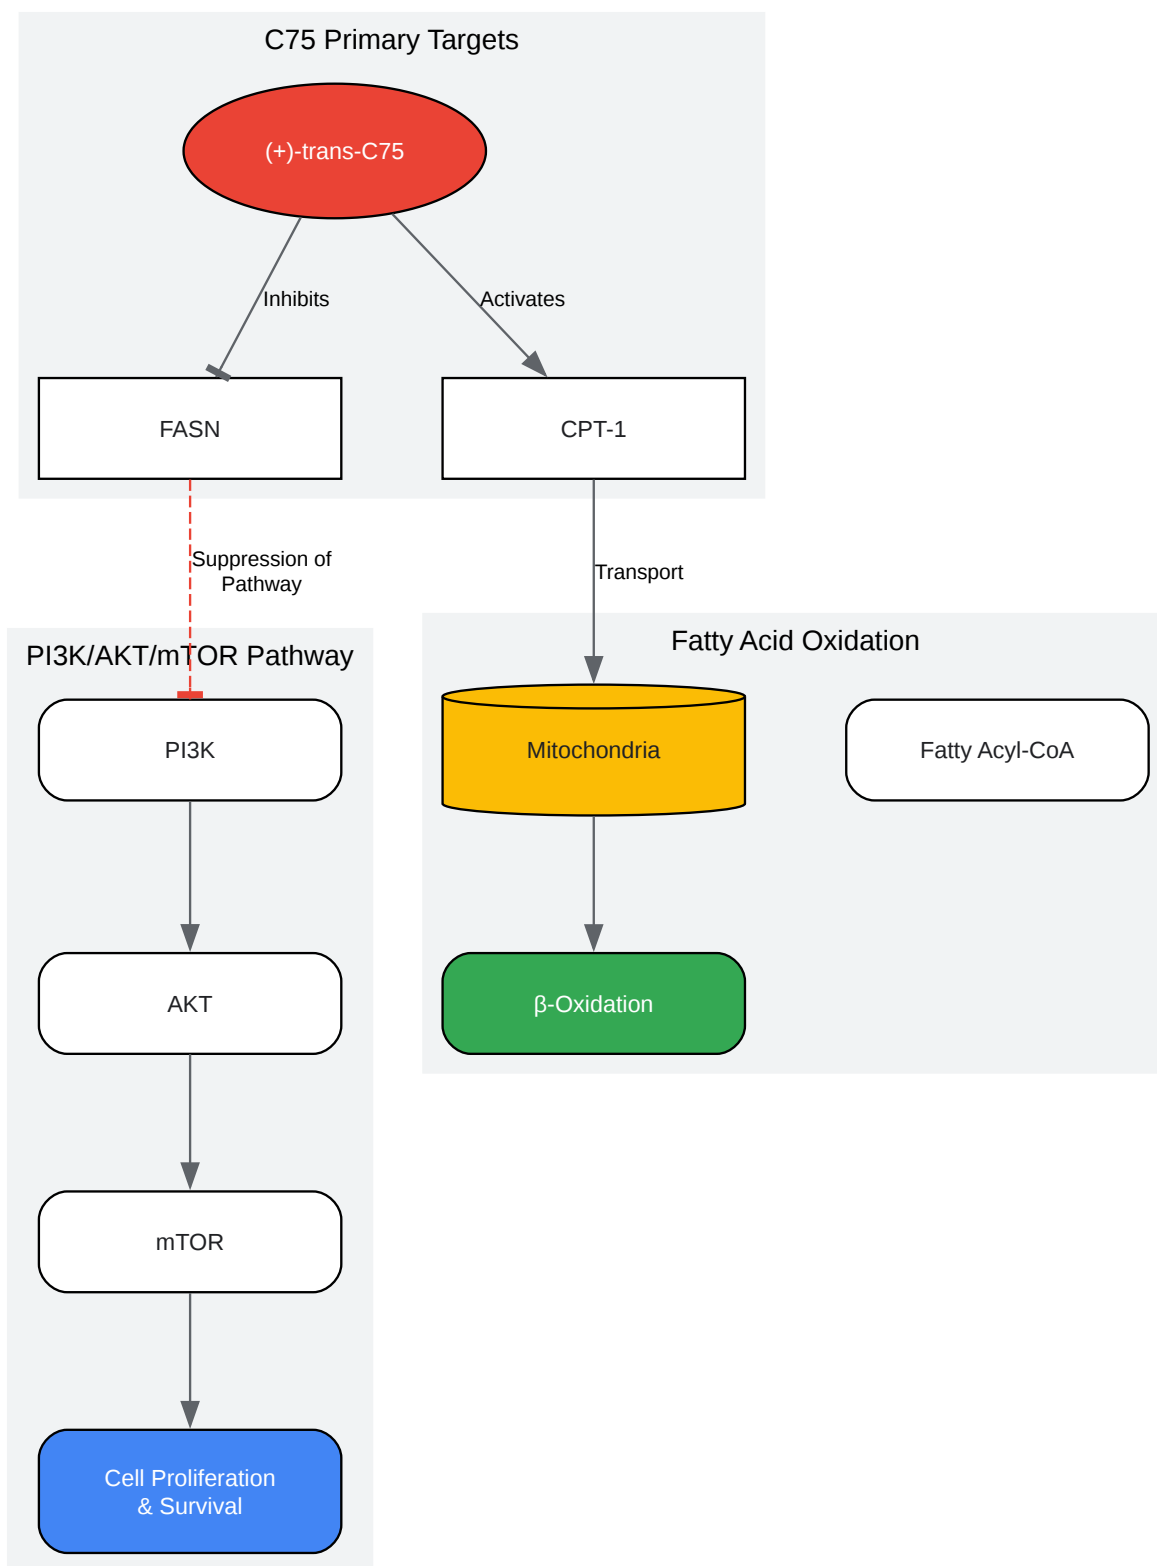 C75 Primary Targets
(+)-trans-C75
Inhibits
Activates
FASN
CPT-1
Suppression of
Pathway
Transport
PI3K/AKT/mTOR Pathway
Fatty Acid Oxidation
PI3K
Mitochondria
Fatty Acyl-CoA
AKT
β-Oxidation
mTOR
Cell Proliferation
& Survival